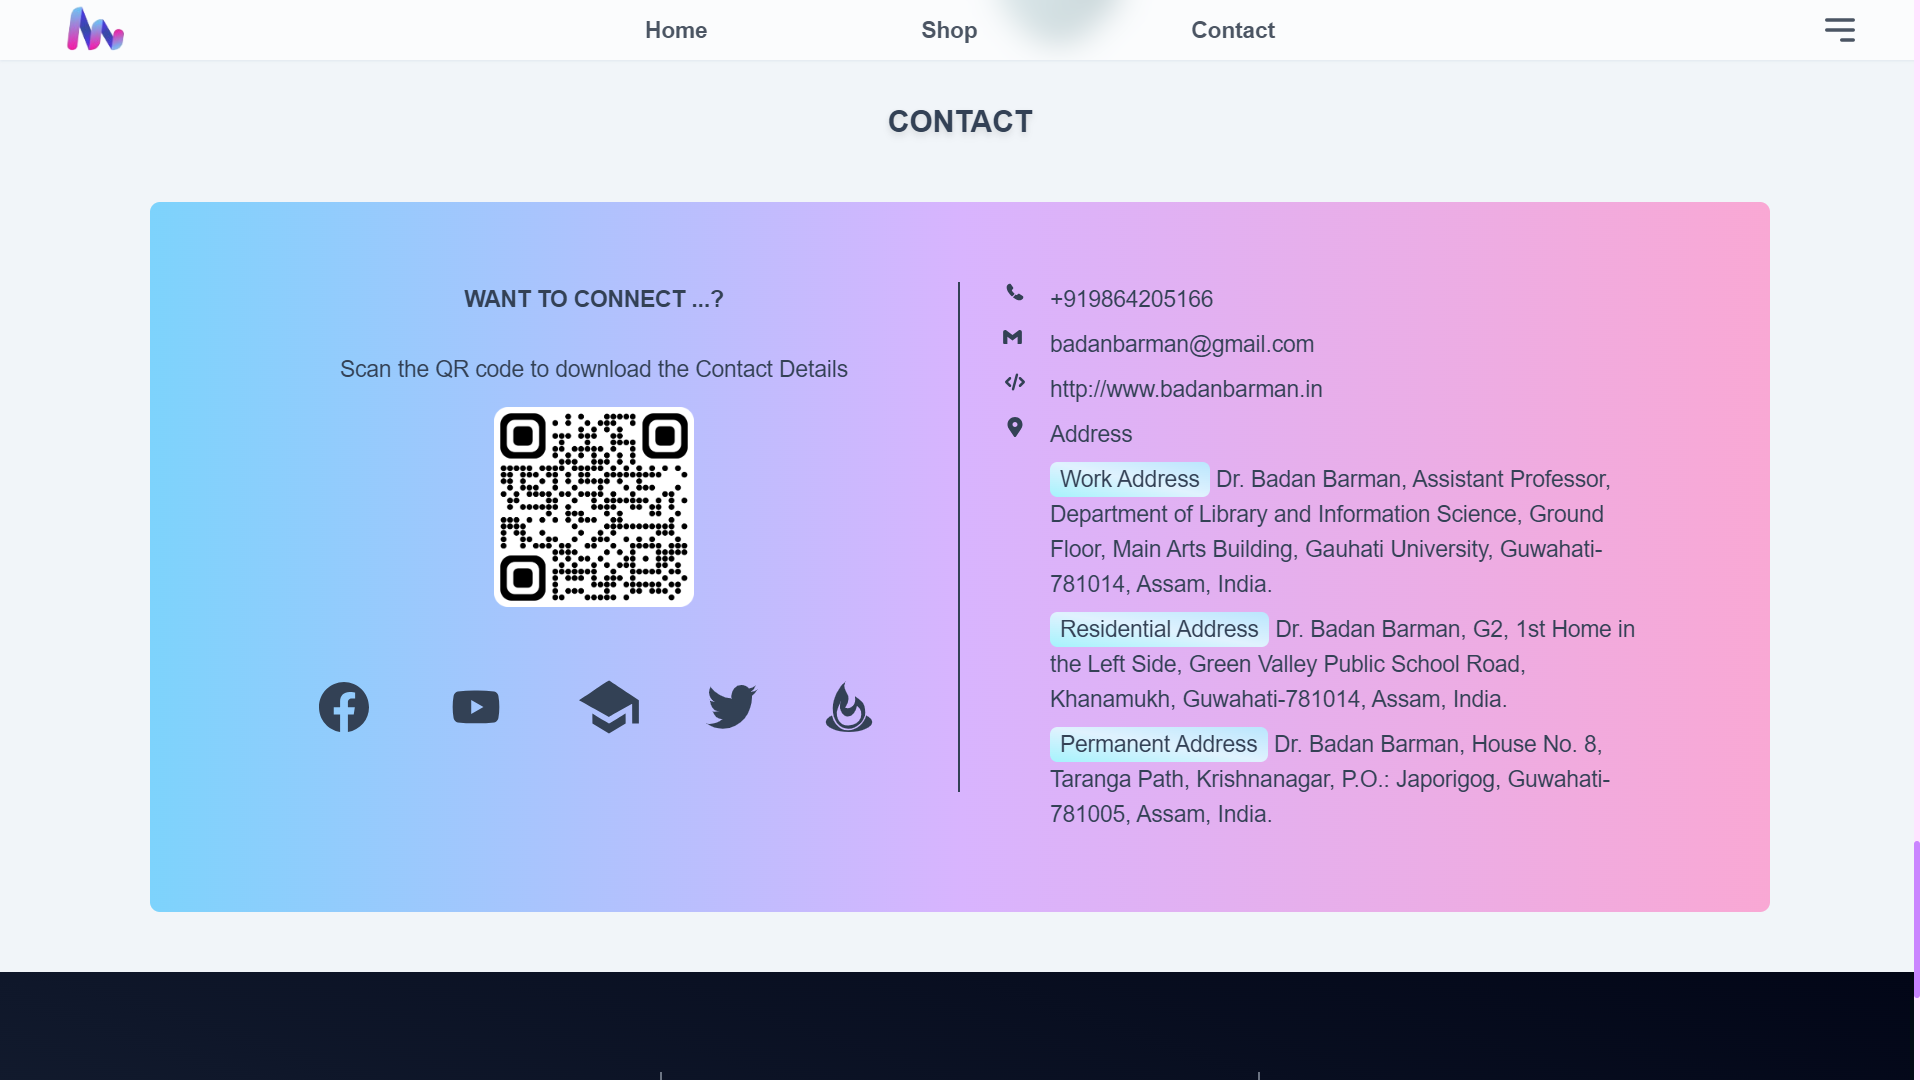 Home
Shop
Contact
CONTACT
WANT TO CONNECT ...?
Scan the QR code to download the Contact Details
+919864205166
badanbarman@gmail.com
http://www.badanbarman.in
Address
Work Address Dr. Badan Barman, Assistant Professor,
Department of Library and Information Science, Ground
Floor, Main Arts Building, Gauhati University, Guwahati-
781014, Assam, India.
Residential Address Dr. Badan Barman, G2, 1st Home in
the Left Side, Green Valley Public School Road,
Khanamukh, Guwahati-781014, Assam, India.
Permanent Address Dr. Badan Barman, House No. 8,
Taranga Path, Krishnanagar, P.O.: Japorigog, Guwahati-
781005, Assam, India.